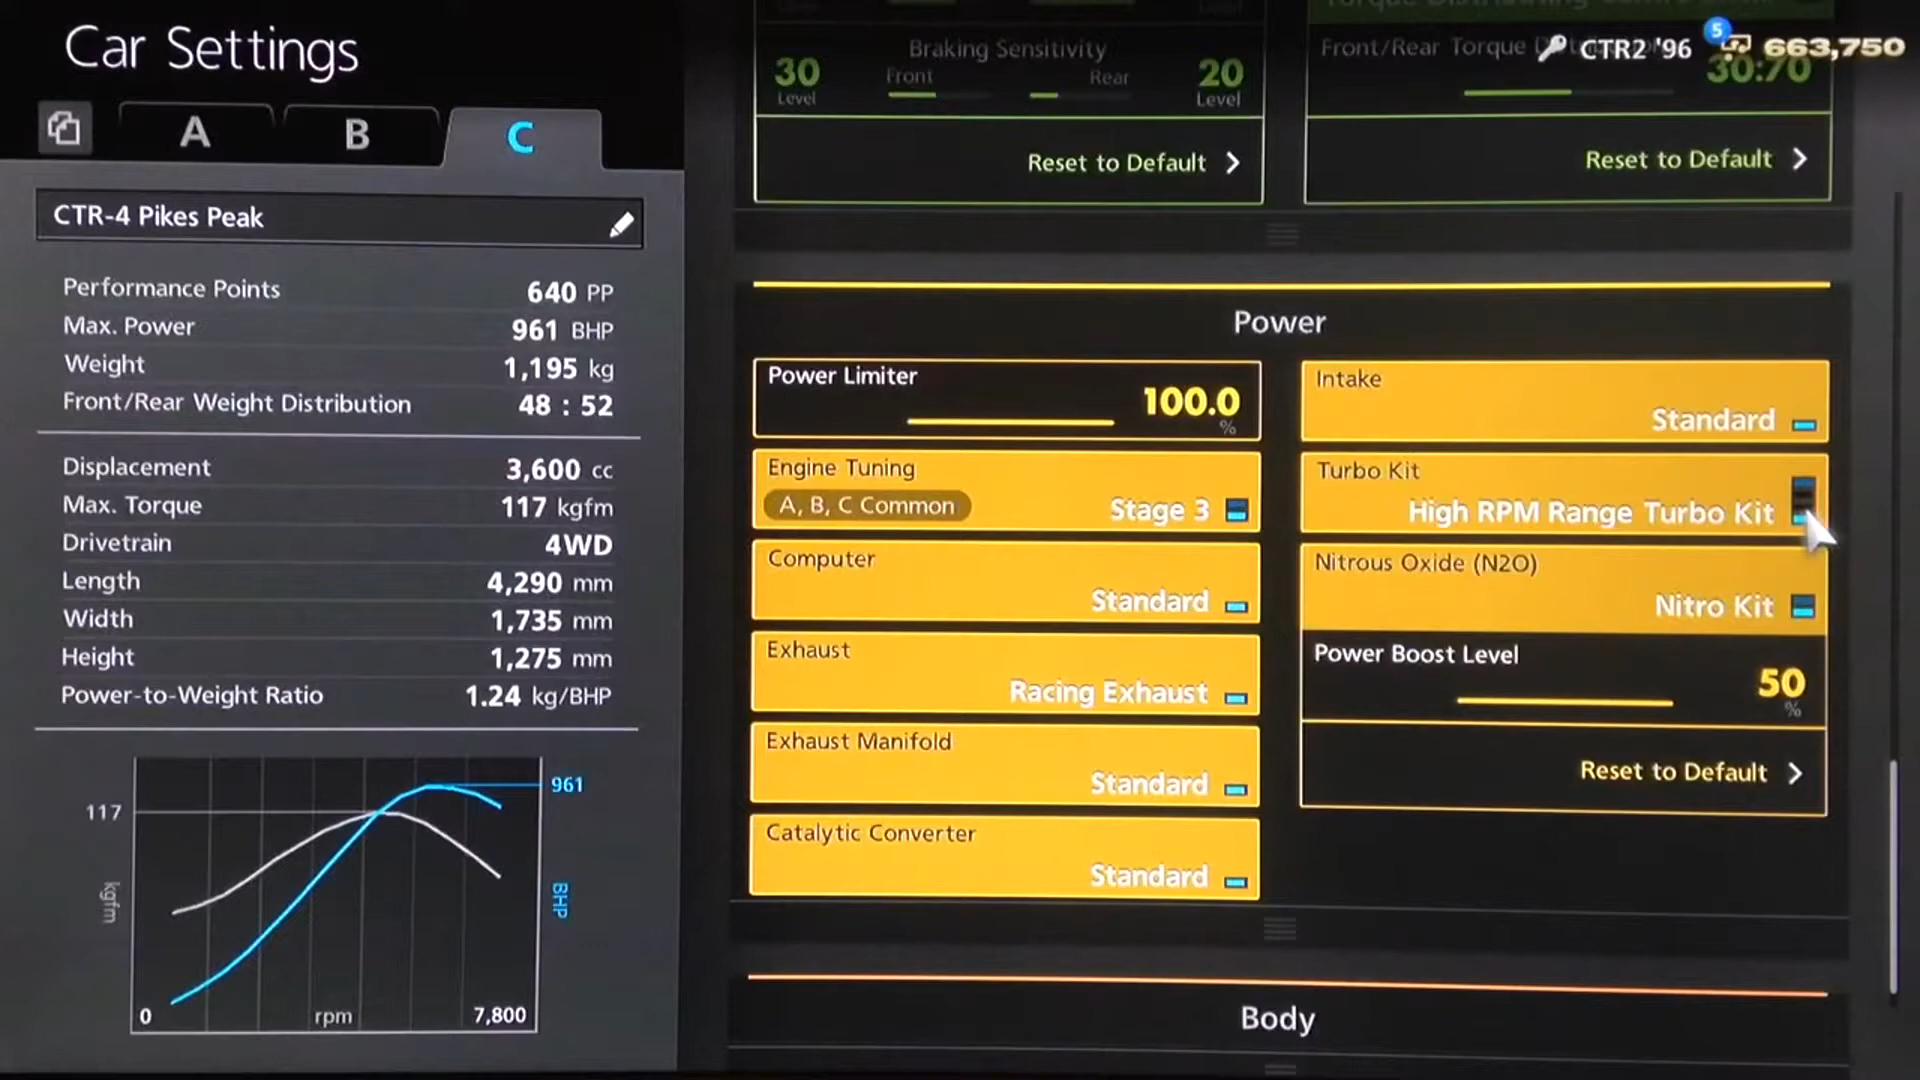 Car Settings
A
B
C
CTR-4 Pikes Peak
Performance Points 640 PP
Max. Power 961 BHP
Weight 1,195 kg
Front/Rear Weight Distribution 48 : 52
Displacement 3,600 cc
Max. Torque 117 kgfm
Drivetrain 4WD
Length 4,290 mm
Width 1,735 mm
Height 1,275 mm
Power-to-Weight Ratio 1.24 kg/BHP
961
117
kgfm
BHP
0 rpm 7,800
CTR2 '96
5
663,750
Braking Sensitivity
30 Front Rear 20
Level Level
Reset to Default
Front/Rear Torque
30:70
Reset to Default
Power
Power Limiter
100.0
%
Engine Tuning
A, B, C Common Stage 3
Computer
Standard
Exhaust
Racing Exhaust
Exhaust Manifold
Standard
Catalytic Converter
Standard
Intake
Standard
Turbo Kit
High RPM Range Turbo Kit
Nitrous Oxide (N2O)
Nitro Kit
Power Boost Level
50
%
Reset to Default
Body